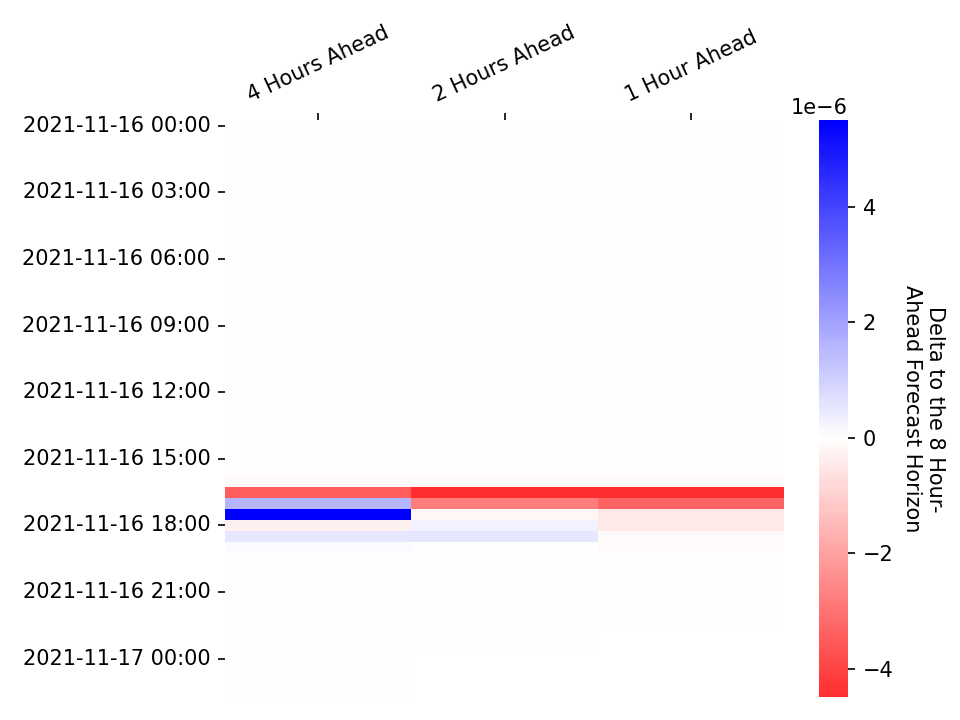 4 Hours Ahead
2 Hours Ahead
1 Hour Ahead
1e−6
2021-11-16 00:00
2021-11-16 03:00
2021-11-16 06:00
2021-11-16 09:00
2021-11-16 12:00
2021-11-16 15:00
2021-11-16 18:00
2021-11-16 21:00
2021-11-17 00:00
4
2
0
−2
−4
Delta to the 8 Hour-
Ahead Forecast Horizon